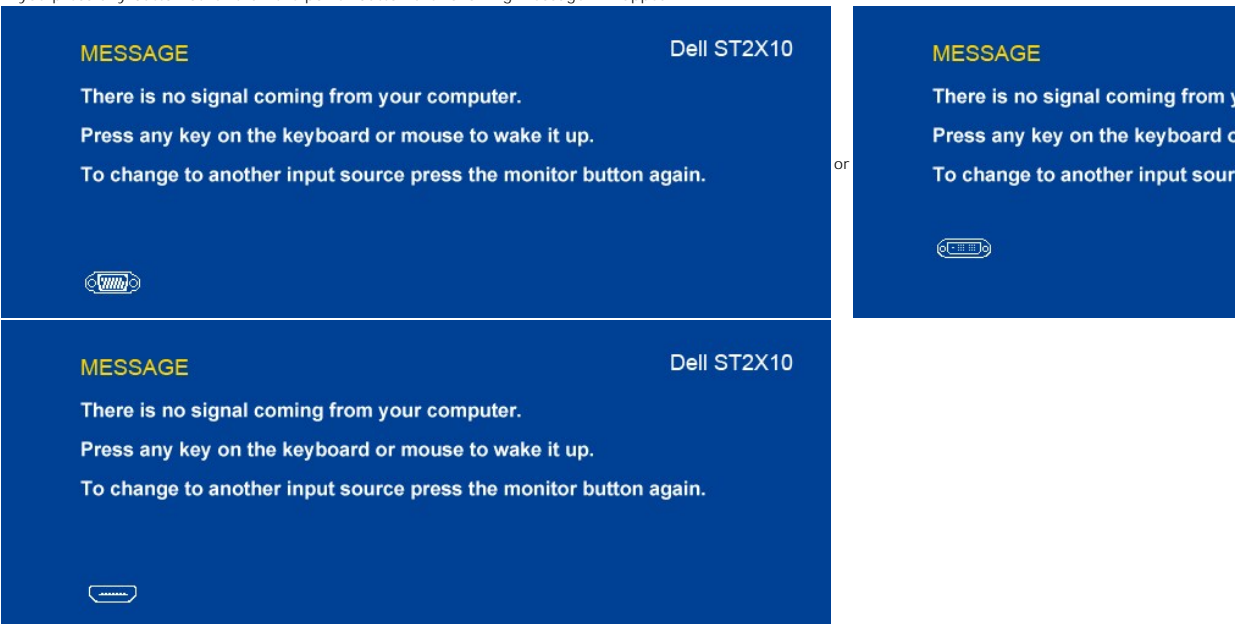 MESSAGE
Dell ST2X10
There is no signal coming from your computer.
Press any key on the keyboard or mouse to wake it up.
To change to another input source press the monitor button again.
or
MESSAGE
There is no signal coming from
Press any key on the keyboard
To change to another input
MESSAGE
Dell ST2X10
There is no signal coming from your computer.
Press any key on the keyboard or mouse to wake it up.
To change to another input source press the monitor button again.